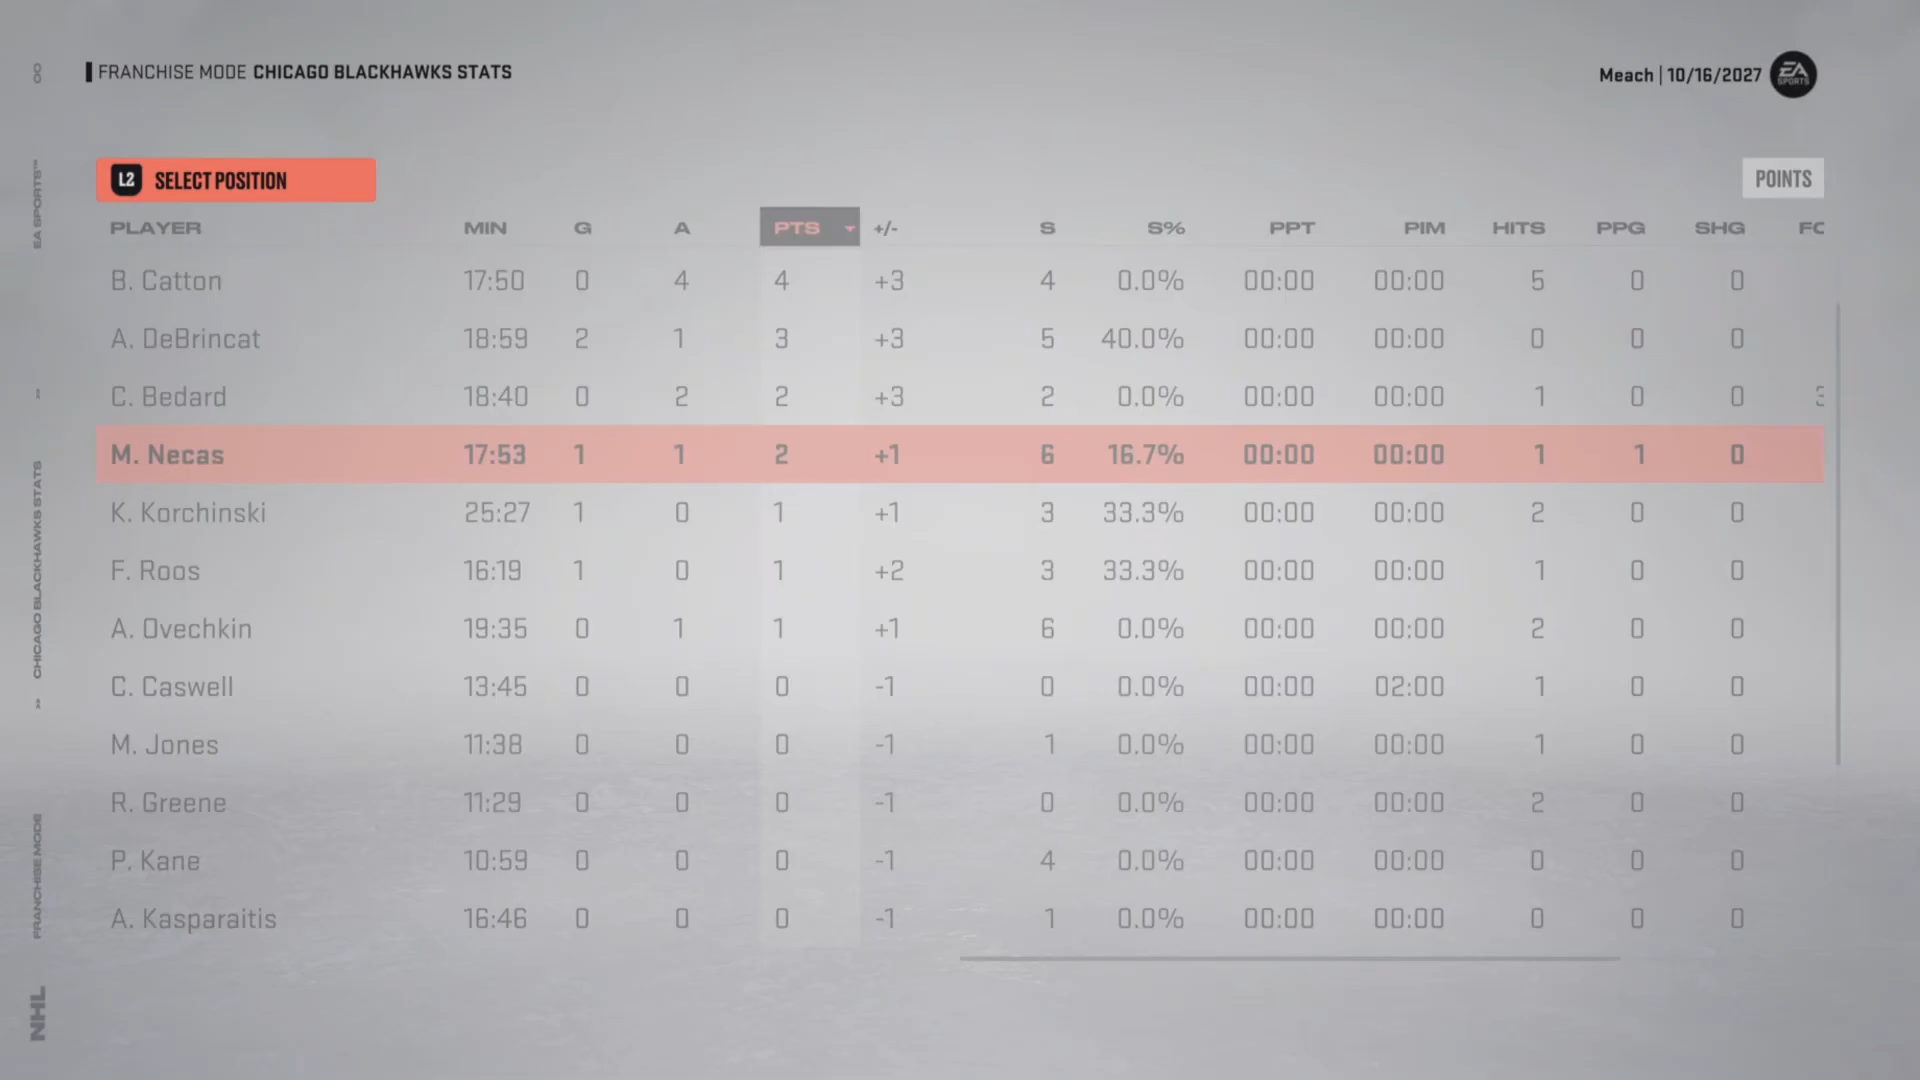 FRANCHISE MODE CHICAGO BLACKHAWKS STATS
Meach | 10/16/2027
EA SPORTS
L2 SELECT POSITION
POINTS
PLAYER MIN G A PTS +/- S S% PPT PIM HITS PPG SHG
B. Catton 17:50 0 4 4 +3 4 0.0% 00:00 00:00 5 0 0
A. DeBrincat 18:59 2 1 3 +3 5 40.0% 00:00 00:00 0 0 0
C. Bedard 18:40 0 2 2 +3 2 0.0% 00:00 00:00 1 0 0
M. Necas 17:53 1 1 2 +1 6 16.7% 00:00 00:00 1 1 0
K. Korchinski 25:27 1 0 1 +1 3 33.3% 00:00 00:00 2 0 0
F. Roos 16:19 1 0 1 +2 3 33.3% 00:00 00:00 1 0 0
A. Ovechkin 19:35 0 1 1 +1 6 0.0% 00:00 00:00 2 0 0
C. Caswell 13:45 0 0 0 -1 0 0.0% 00:00 02:00 1 0 0
M. Jones 11:38 0 0 0 -1 1 0.0% 00:00 00:00 1 0 0
R. Greene 11:29 0 0 0 -1 0 0.0% 00:00 00:00 2 0 0
P. Kane 10:59 0 0 0 -1 4 0.0% 00:00 00:00 0 0 0
A. Kasparaitis 16:46 0 0 0 -1 1 0.0% 00:00 00:00 0 0 0
NHL
FRANCHISE MODE
CHICAGO BLACKHAWKS STATS
EA SPORTS™